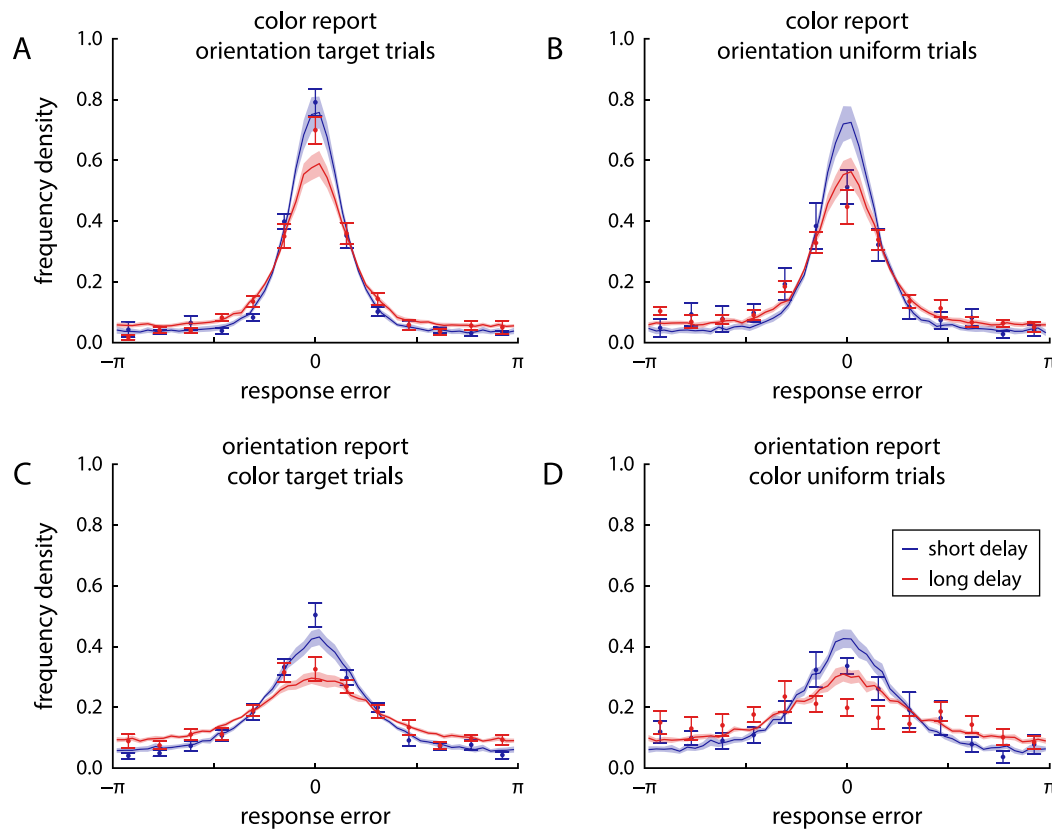 A
color report
orientation target trials
1.0
0.8
0.6
0.4
0.2
0.0
frequency density
−π
0
π
response error
B
color report
orientation uniform trials
1.0
0.8
0.6
0.4
0.2
0.0
−π
0
π
response error
C
orientation report
color target trials
1.0
0.8
0.6
0.4
0.2
0.0
frequency density
−π
0
π
response error
D
orientation report
color uniform trials
1.0
0.8
0.6
0.4
0.2
0.0
short delay
long delay
−π
0
π
response error